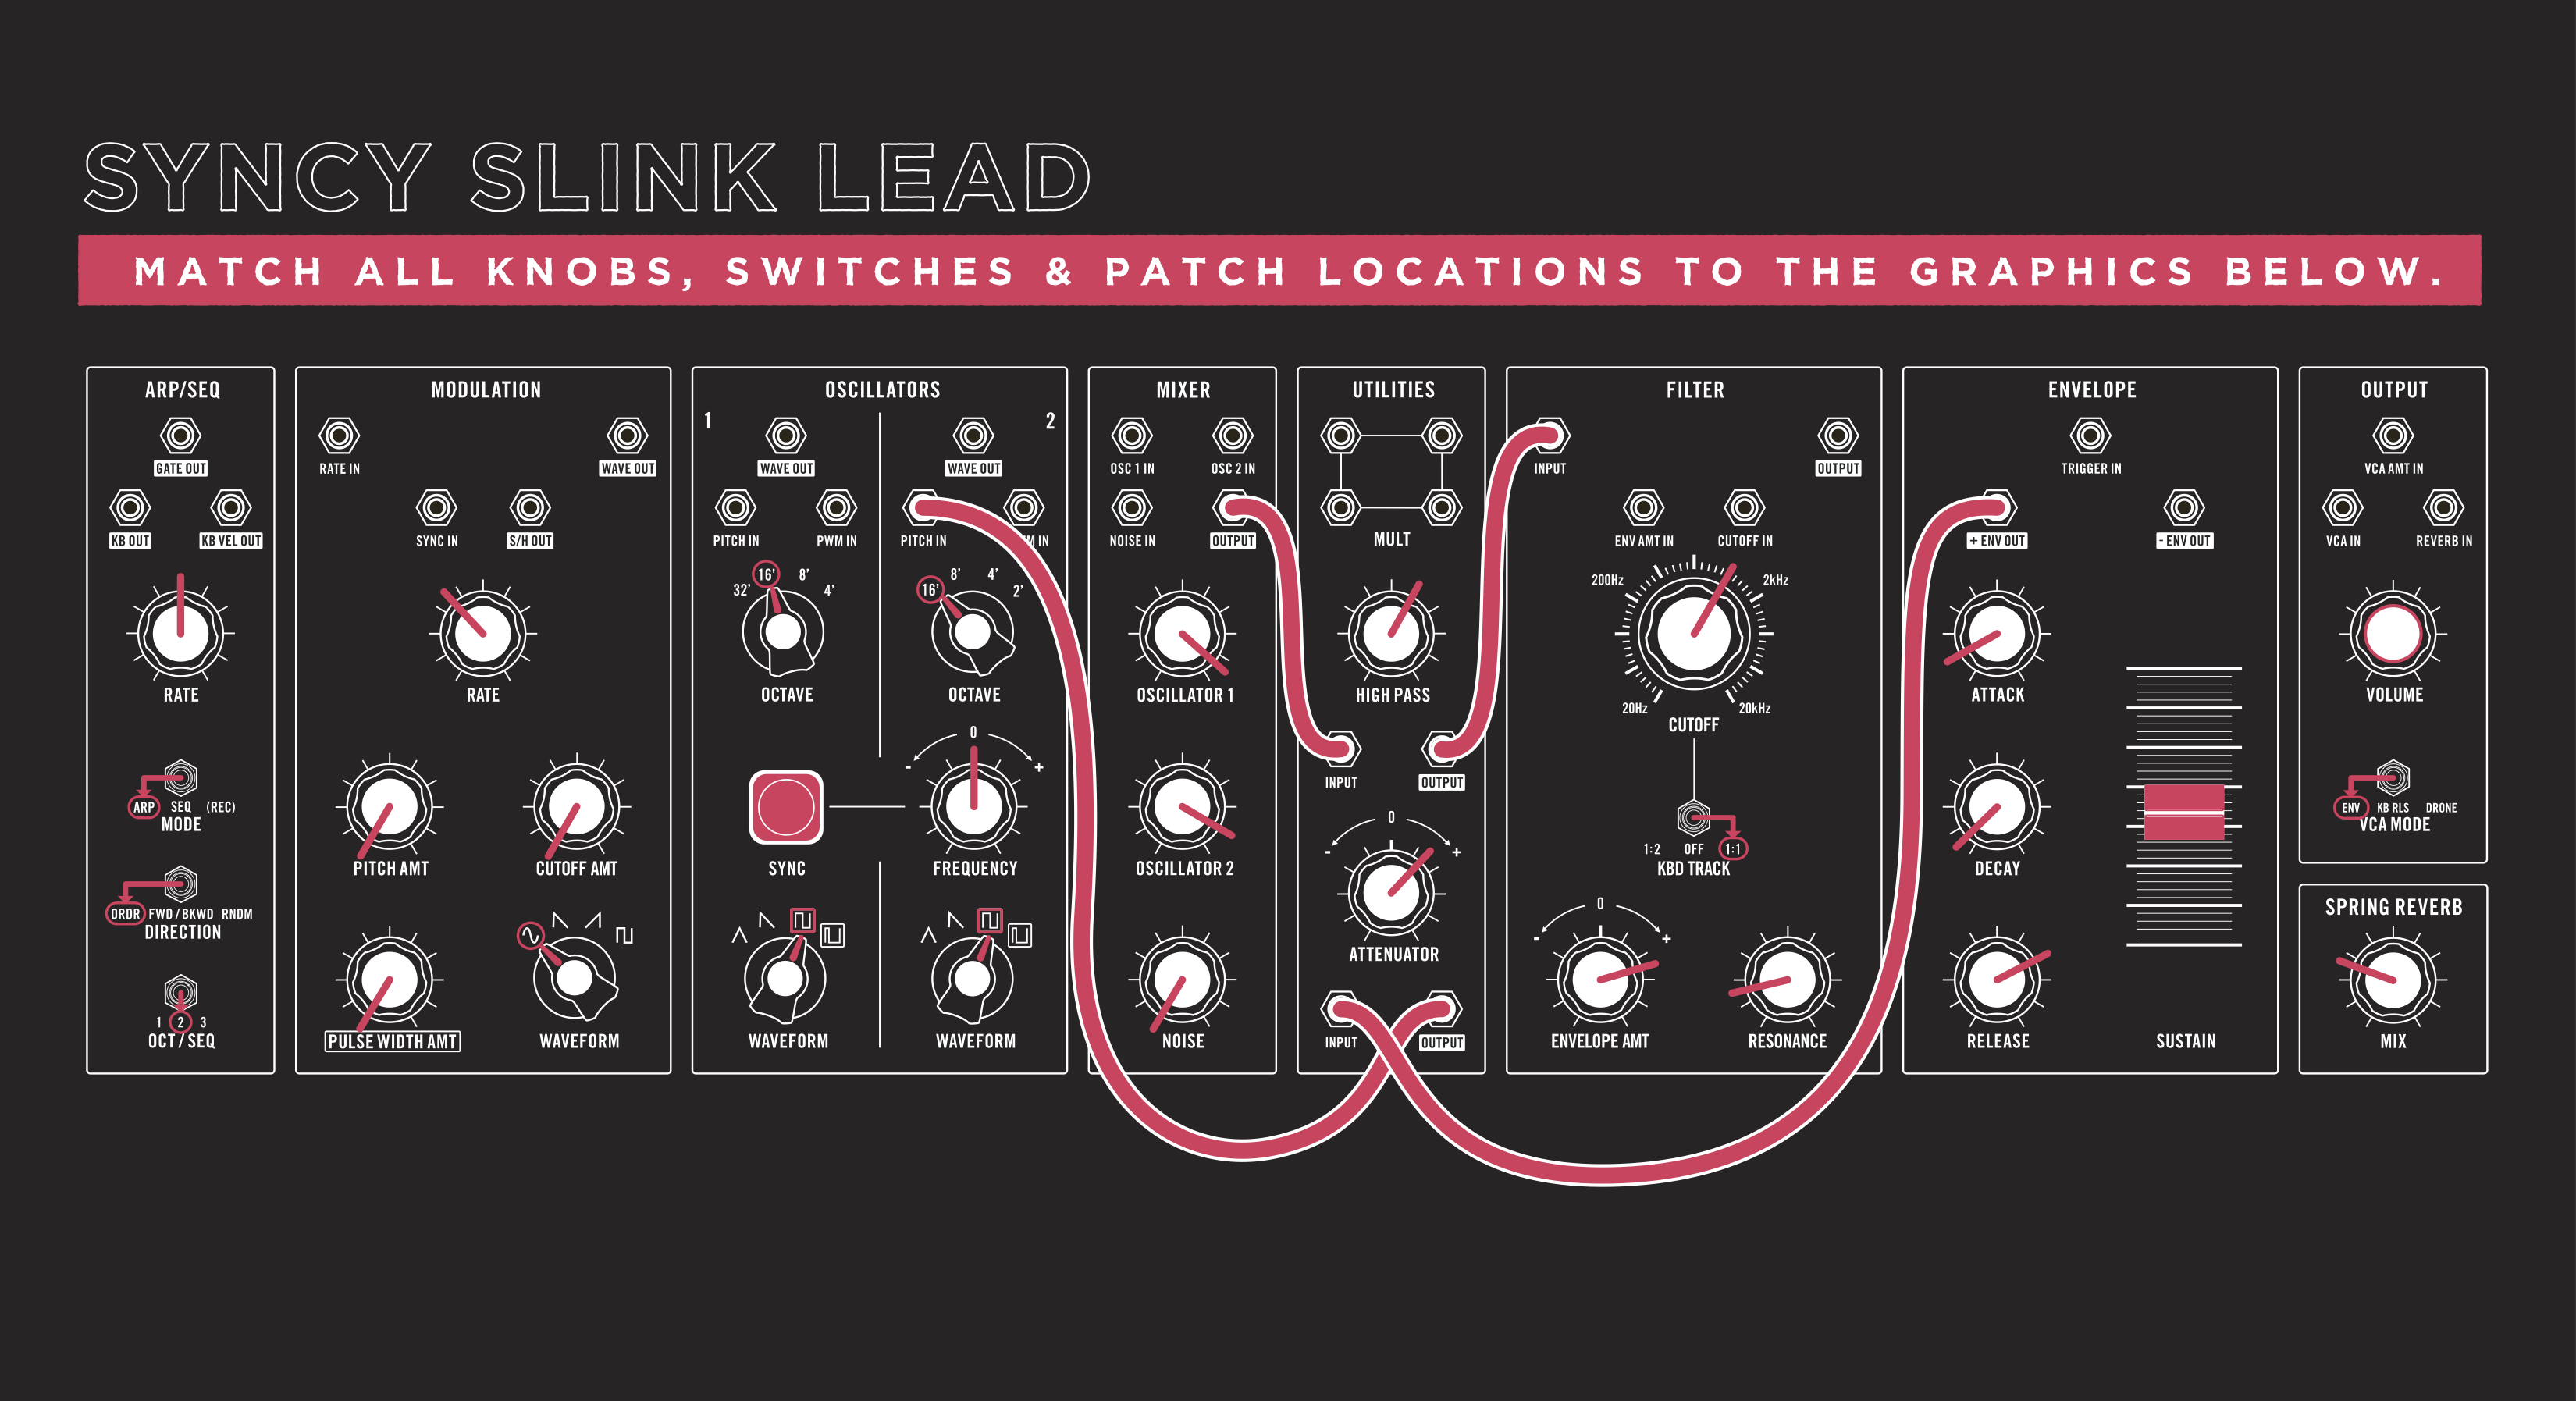 SYNCY SLINK LEAD
MATCH ALL KNOBS, SWITCHES & PATCH LOCATIONS TO THE GRAPHICS BELOW.
ARP/SEQ
GATE OUT
KB OUT KB VEL OUT
RATE
ARP SEQ (REC)
MODE
ORDR FWD/BKWD RNDM
DIRECTION
1 2 3
OCT/SEQ
MODULATION
RATE IN WAVE OUT
SYNC IN S/H OUT
RATE
PITCH AMT CUTOFF AMT
PULSE WIDTH AMT WAVEFORM
OSCILLATORS
1 2
WAVE OUT WAVE OUT
PITCH IN PWM IN PITCH IN M IN
32' 16' 8' 4' 16' 8' 4' 2'
OCTAVE OCTAVE
- 0 +
SYNC FREQUENCY
WAVEFORM WAVEFORM
MIXER
OSC 1 IN OSC 2 IN
NOISE IN OUTPUT
OSCILLATOR 1
OSCILLATOR 2
NOISE
UTILITIES
MULT
HIGH PASS
INPUT OUTPUT
- 0 +
ATTENUATOR
INPUT OUTPUT
FILTER
INPUT OUTPUT
ENV AMT IN CUTOFF IN
200Hz 2kHz
20Hz 20kHz
CUTOFF
1:2 OFF 1:1
KBD TRACK
- 0 +
ENVELOPE AMT RESONANCE
ENVELOPE
TRIGGER IN
+ ENV OUT - ENV OUT
ATTACK
DECAY
RELEASE SUSTAIN
OUTPUT
VCA AMT IN
VCA IN REVERB IN
VOLUME
ENV KB RLS DRONE
VCA MODE
SPRING REVERB
MIX